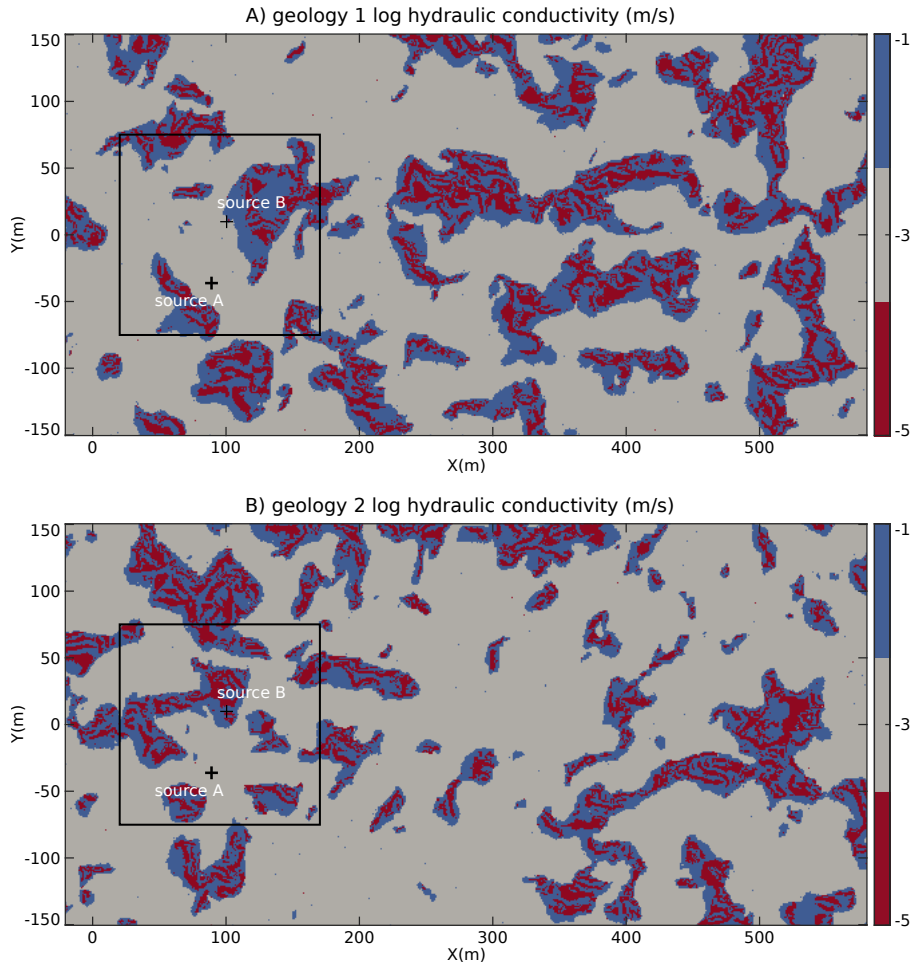 A) geology 1 log hydraulic conductivity (m/s)
150
100
50
0
-50
-100
-150
Y(m)
source B
source A
0 100 200 300 400 500
X(m)
-1
-3
-5
B) geology 2 log hydraulic conductivity (m/s)
150
100
50
0
-50
-100
-150
Y(m)
source B
source A
0 100 200 300 400 500
X(m)
-1
-3
-5